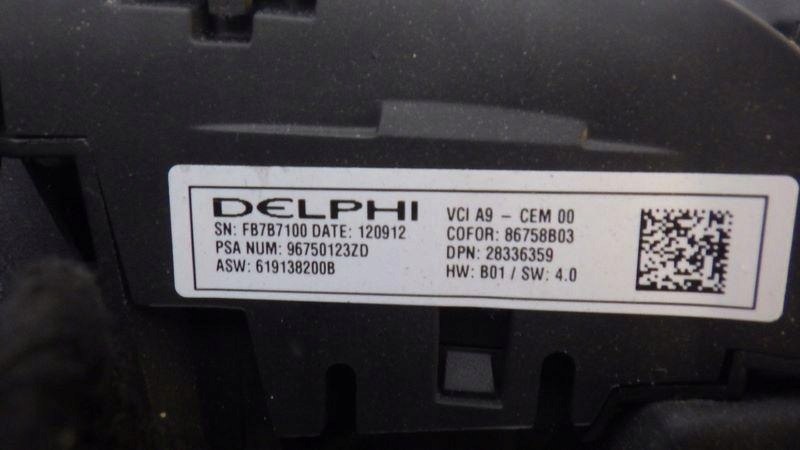 DELPHI
SN: FB7B7100 DATE: 120912
PSA NUM: 96750123ZD
ASW: 619138200B
VCI A9 - CEM 00
COFOR: 86758B03
DPN: 28336359
HW: B01 / SW: 4.0